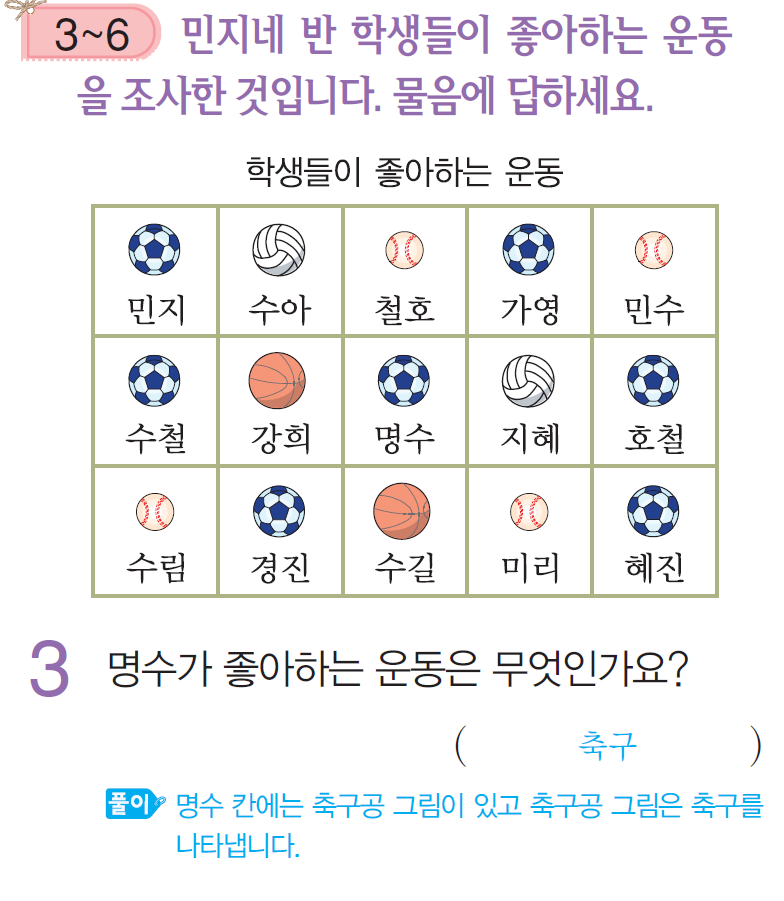 3~6 민지네 반 학생들이 좋아하는 운동
을 조사한 것입니다. 물음에 답하세요.
학생들이 좋아하는 운동
민지 수아 철호 가영 민수
수철 강희 명수 지혜 호철
수림 경진 수길 미리 혜진
3 명수가 좋아하는 운동은 무엇인가요?
( 축구 )
풀이 명수 칸에는 축구공 그림이 있고 축구공 그림은 축구를
나타냅니다.